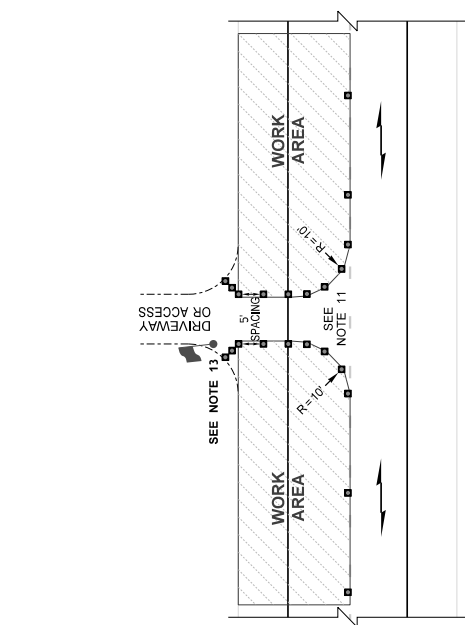 WORK
AREA
R=10'
DRIVEWAY
OR ACCESS
5'
SPACING
SEE
NOTE 11
SEE NOTE 13
R=10'
WORK
AREA